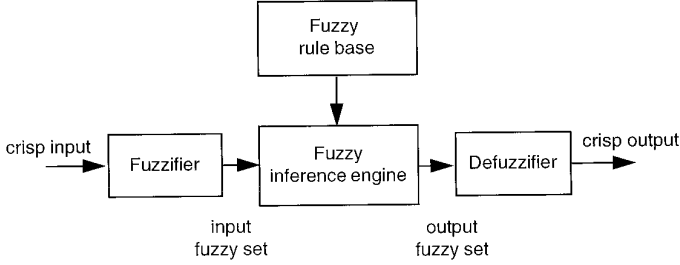 Fuzzy
rule base
crisp input
Fuzzifier
Fuzzy
inference engine
Defuzzifier
crisp output
input
fuzzy set
output
fuzzy set